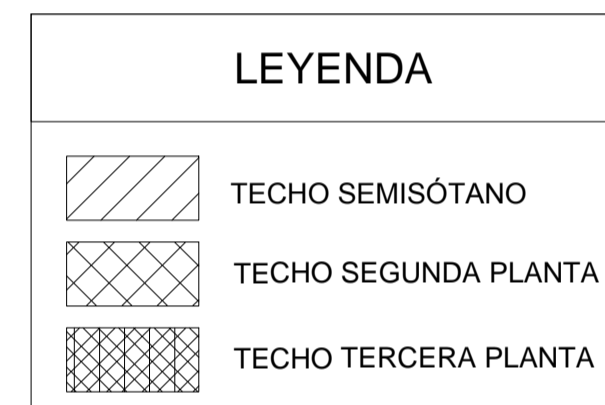 LEYENDA
TECHO SEMISÓTANO
TECHO SEGUNDA PLANTA
TECHO TERCERA PLANTA